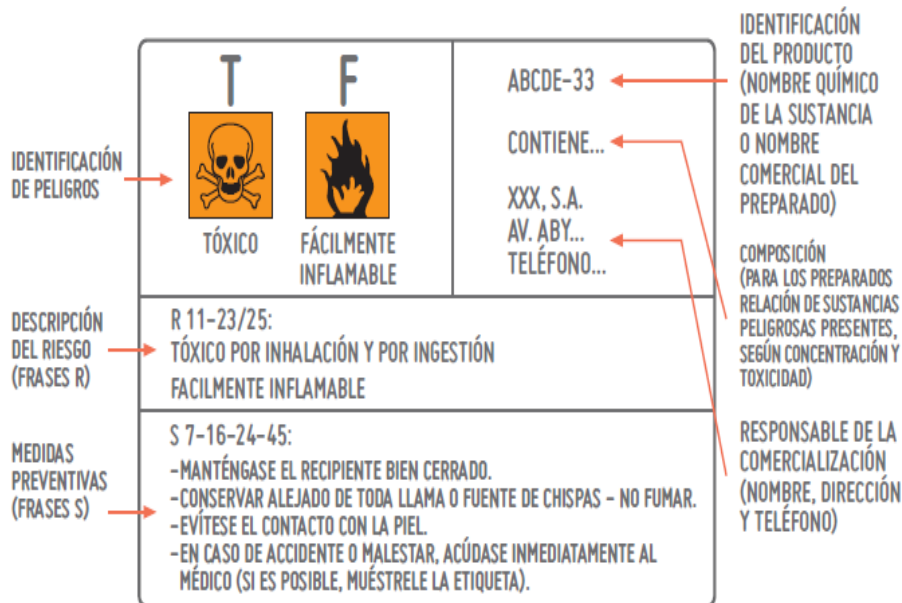 IDENTIFICACIÓN
DE PELIGROS
DESCRIPCIÓN
DEL RIESGO
(FRASES R)
MEDIDAS
PREVENTIVAS
(FRASES S)
T F
TÓXICO
FÁCILMENTE
INFLAMABLE
ABCDE-33
CONTIENE...
XXX, S.A.
AV. ABY...
TELÉFONO...
R 11-23/25:
TÓXICO POR INHALACIÓN Y POR INGESTIÓN
FACILMENTE INFLAMABLE
S 7-16-24-45:
-MANTÉNGASE EL RECIPIENTE BIEN CERRADO.
-CONSERVAR ALEJADO DE TODA LLAMA O FUENTE DE CHISPAS - NO FUMAR.
-EVÍTESE EL CONTACTO CON LA PIEL.
-EN CASO DE ACCIDENTE O MALESTAR, ACÚDASE INMEDIATAMENTE AL
MÉDICO (SI ES POSIBLE, MUÉSTRELE LA ETIQUETA).
IDENTIFICACIÓN
DEL PRODUCTO
(NOMBRE QUÍMICO
DE LA SUSTANCIA
O NOMBRE
COMERCIAL DEL
PREPARADO)
COMPOSICIÓN
(PARA LOS PREPARADOS
RELACIÓN DE SUSTANCIAS
PELIGROSAS PRESENTES,
SEGÚN CONCENTRACIÓN Y
TOXICIDAD)
RESPONSABLE DE LA
COMERCIALIZACIÓN
(NOMBRE, DIRECCIÓN
Y TELÉFONO)